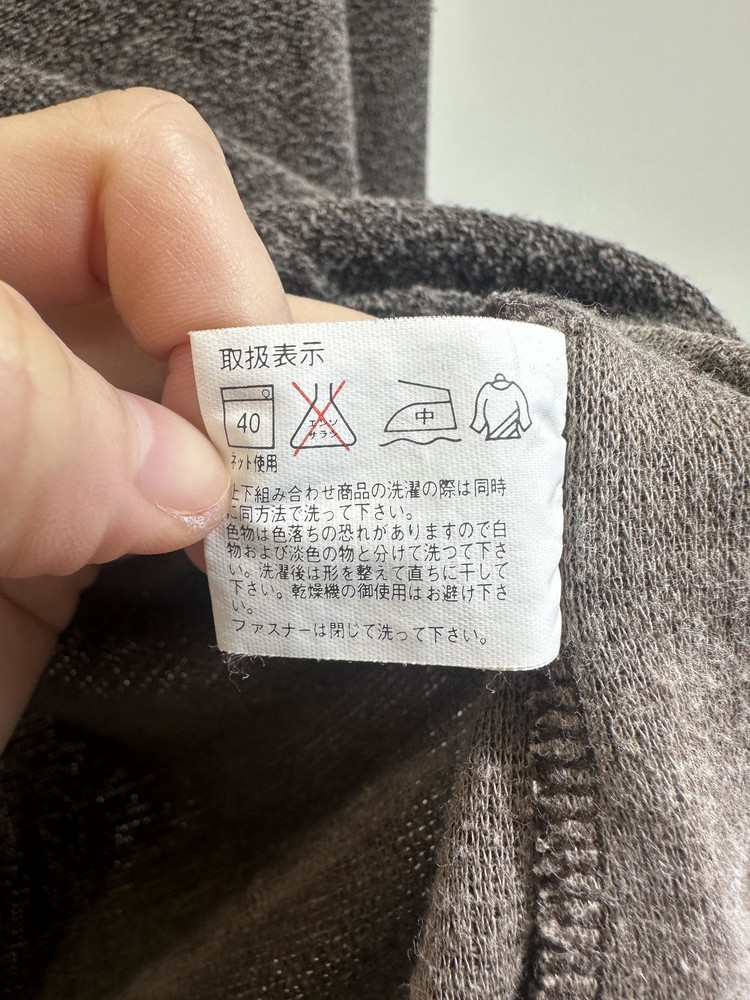 取扱表示
40
エンソ
サラシ
中
ネット使用
上下組み合わせ商品の洗濯の際は同時
に同方法で洗って下さい。
色物は色落ちの恐れがありますので白
物および淡色の物と分けて洗つて下さ
い。洗濯後は形を整えて直ちに干して
下さい。乾燥機の御使用はお避け下さ
い。
ファスナーは閉じて洗って下さい。